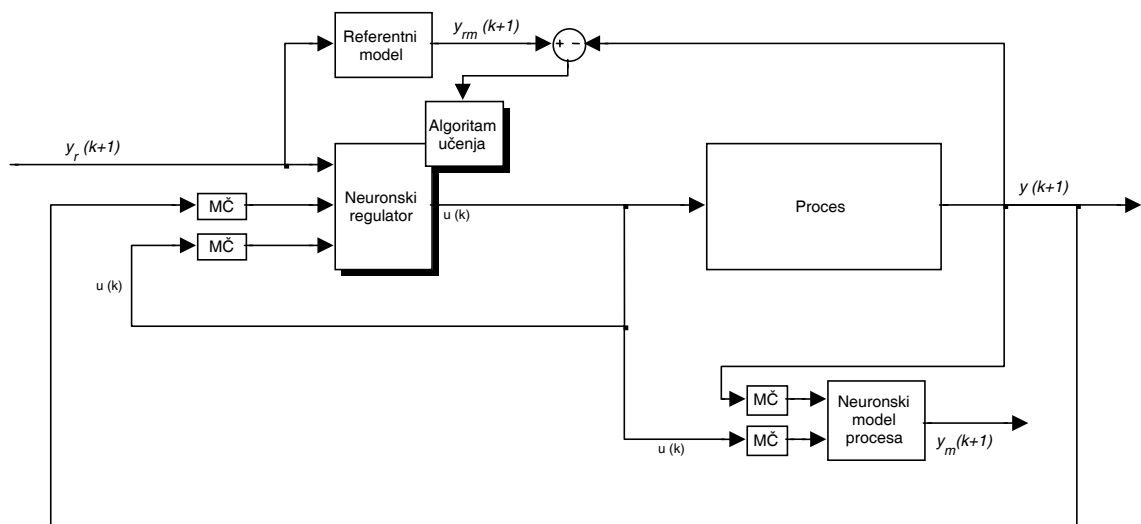 Referentni
model
y_rm (k+1)
+ −
Algoritam
učenja
y_r (k+1)
Neuronski
regulator
MČ
MČ
u (k)
u (k)
Proces
y (k+1)
MČ
MČ
u (k)
Neuronski
model
procesa
y_m(k+1)